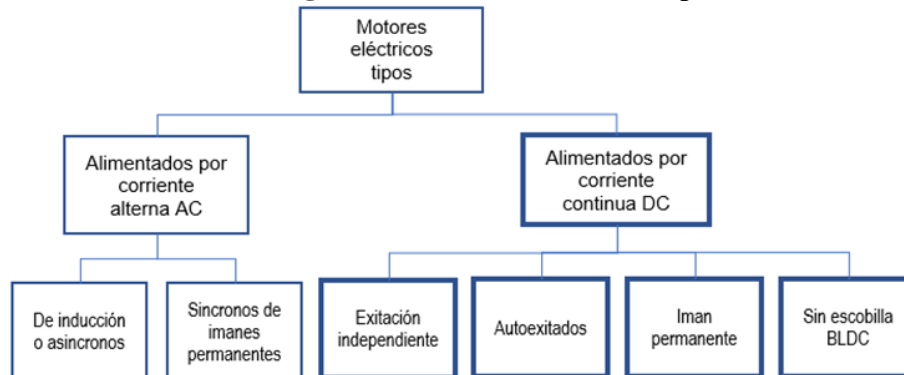 Motores
eléctricos
tipos
Alimentados por
corriente
alterna AC
Alimentados por
corriente
continua DC
De inducción
o asincronos
Sincronos de
imanes
permanentes
Exitación
independiente
Autoexitados
Iman
permanente
Sin escobilla
BLDC